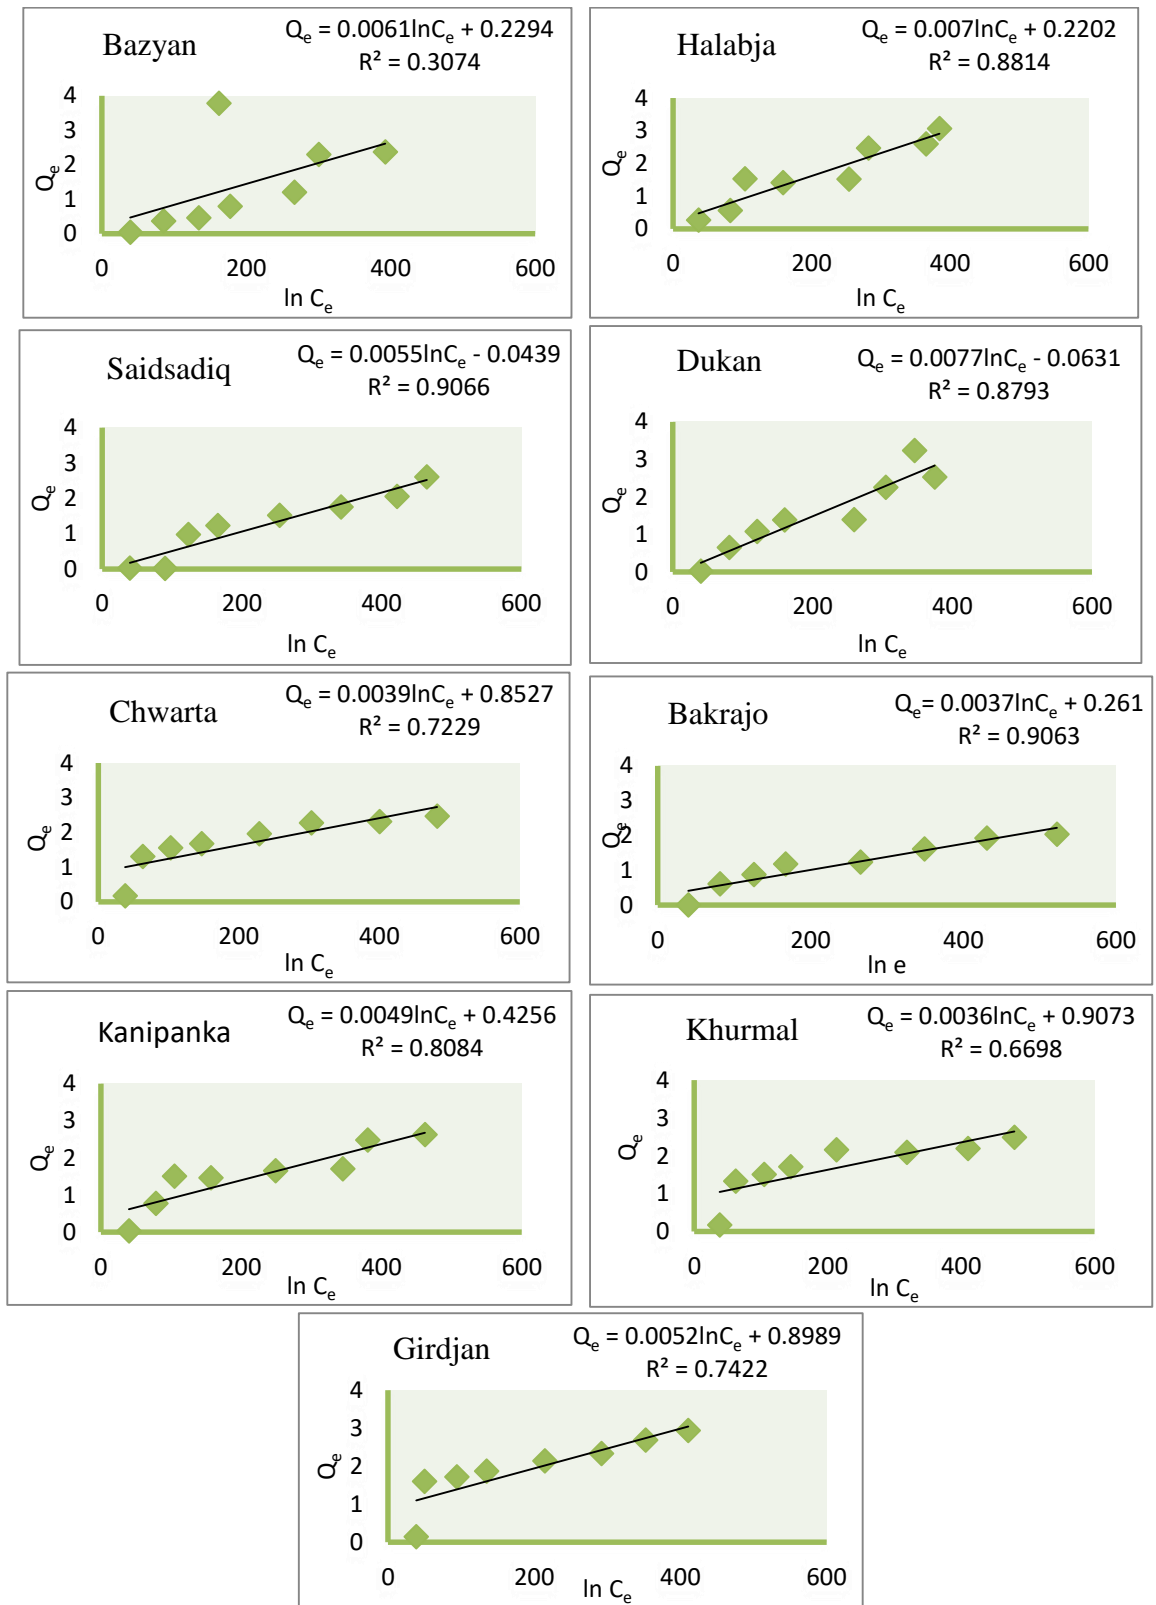 Bazyan
Qₑ = 0.0061lnCₑ + 0.2294
R² = 0.3074
4
3
2
1
0
Qₑ
0 200 400 600
ln Cₑ
Halabja
Qₑ = 0.007lnCₑ + 0.2202
R² = 0.8814
4
3
2
1
0
Qₑ
0 200 400 600
ln Cₑ
Saidsadiq
Qₑ = 0.0055lnCₑ - 0.0439
R² = 0.9066
4
3
2
1
0
Qₑ
0 200 400 600
ln Cₑ
Dukan
Qₑ = 0.0077lnCₑ - 0.0631
R² = 0.8793
4
3
2
1
0
Qₑ
0 200 400 600
ln Cₑ
Chwarta
Qₑ = 0.0039lnCₑ + 0.8527
R² = 0.7229
4
3
2
1
0
Qₑ
0 200 400 600
ln Cₑ
Bakrajo
Qₑ= 0.0037lnCₑ + 0.261
R² = 0.9063
4
3
2
1
0
Qₑ
0 200 400 600
ln e
Kanipanka
Qₑ = 0.0049lnCₑ + 0.4256
R² = 0.8084
4
3
2
1
0
Qₑ
0 200 400 600
ln Cₑ
Khurmal
Qₑ = 0.0036lnCₑ + 0.9073
R² = 0.6698
4
3
2
1
0
Qₑ
0 200 400 600
ln Cₑ
Girdjan
Qₑ = 0.0052lnCₑ + 0.8989
R² = 0.7422
4
3
2
1
0
Qₑ
0 200 400 600
ln Cₑ